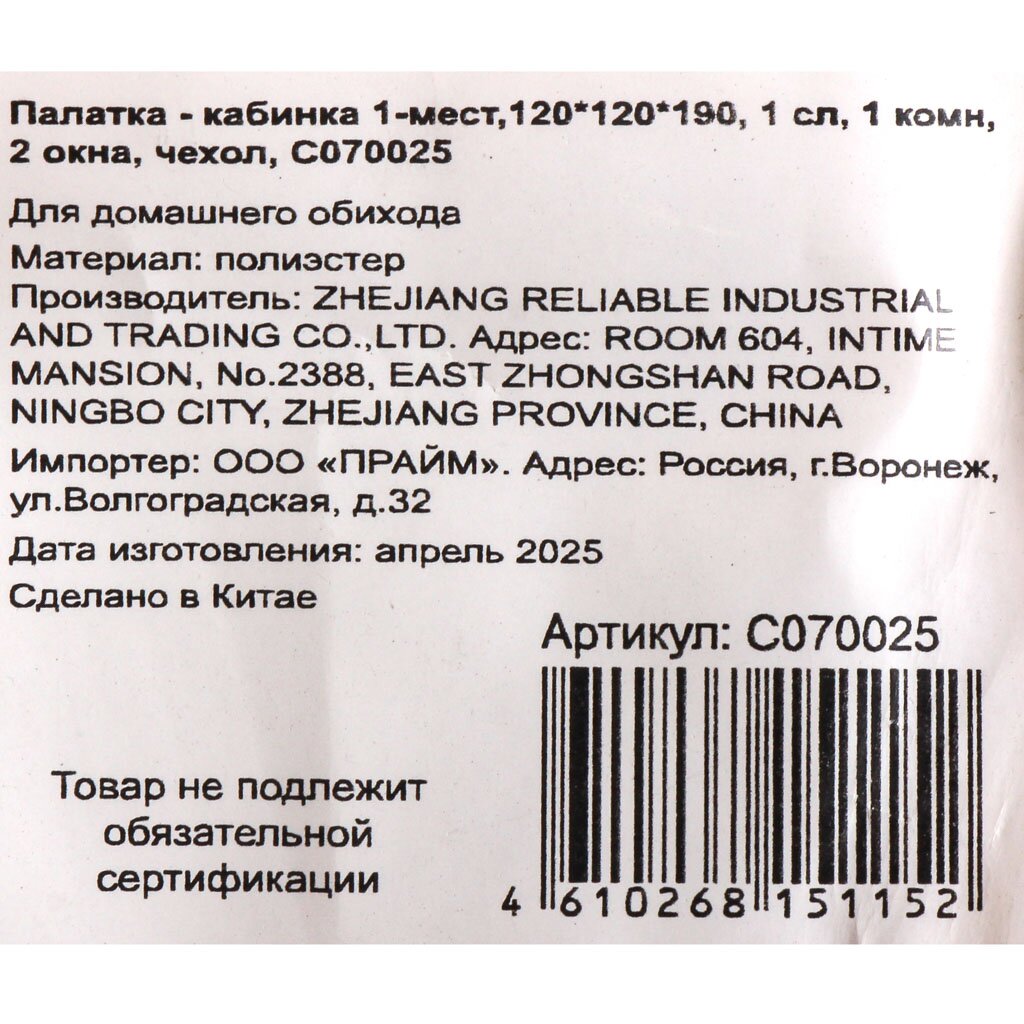 Палатка - кабинка 1-мест,120*120*190, 1 сл, 1 комн,
2 окна, чехол, C070025
Для домашнего обихода
Материал: полиэстер
Производитель: ZHEJIANG RELIABLE INDUSTRIAL
AND TRADING CO.,LTD. Адрес: ROOM 604, INTIME
MANSION, No.2388, EAST ZHONGSHAN ROAD,
NINGBO CITY, ZHEJIANG PROVINCE, CHINA
Импортер: ООО «ПРАЙМ». Адрес: Россия, г.Воронеж,
ул.Волгоградская, д.32
Дата изготовления: апрель 2025
Сделано в Китае
Артикул: C070025
Товар не подлежит
обязательной
сертификации
4 610268 151152